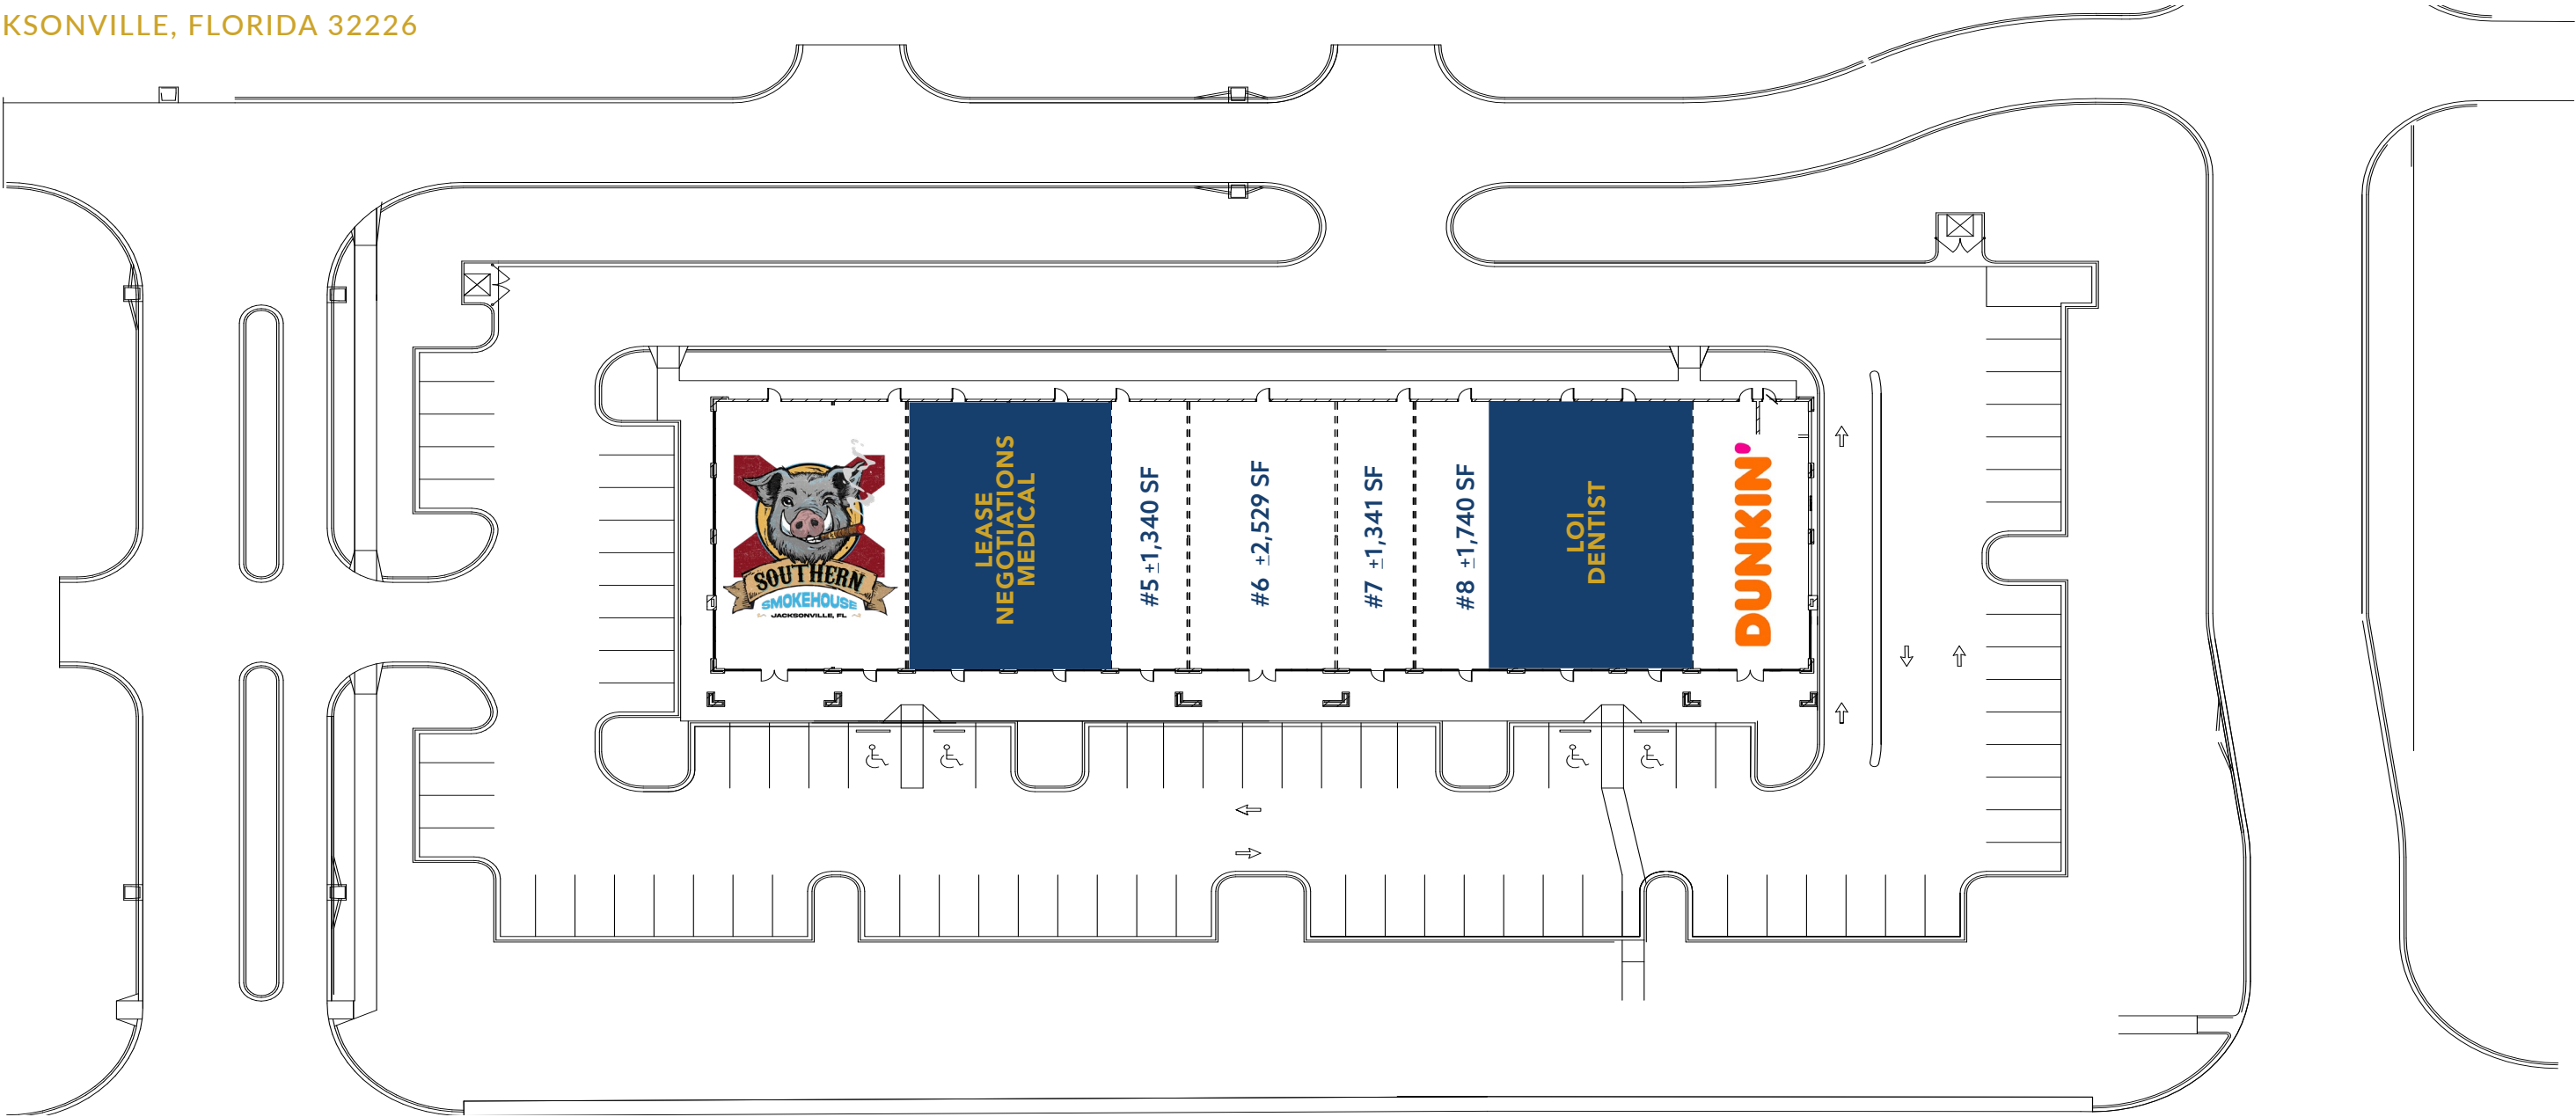 KSONVILLE, FLORIDA 32226
SOUTHERN
SMOKEHOUSE
JACKSONVILLE, FL
LEASE
NEGOTIATIONS
MEDICAL
#5 ±1,340 SF
#6 ±2,529 SF
#7 ±1,341 SF
#8 ±1,740 SF
LOI
DENTIST
DUNKIN'